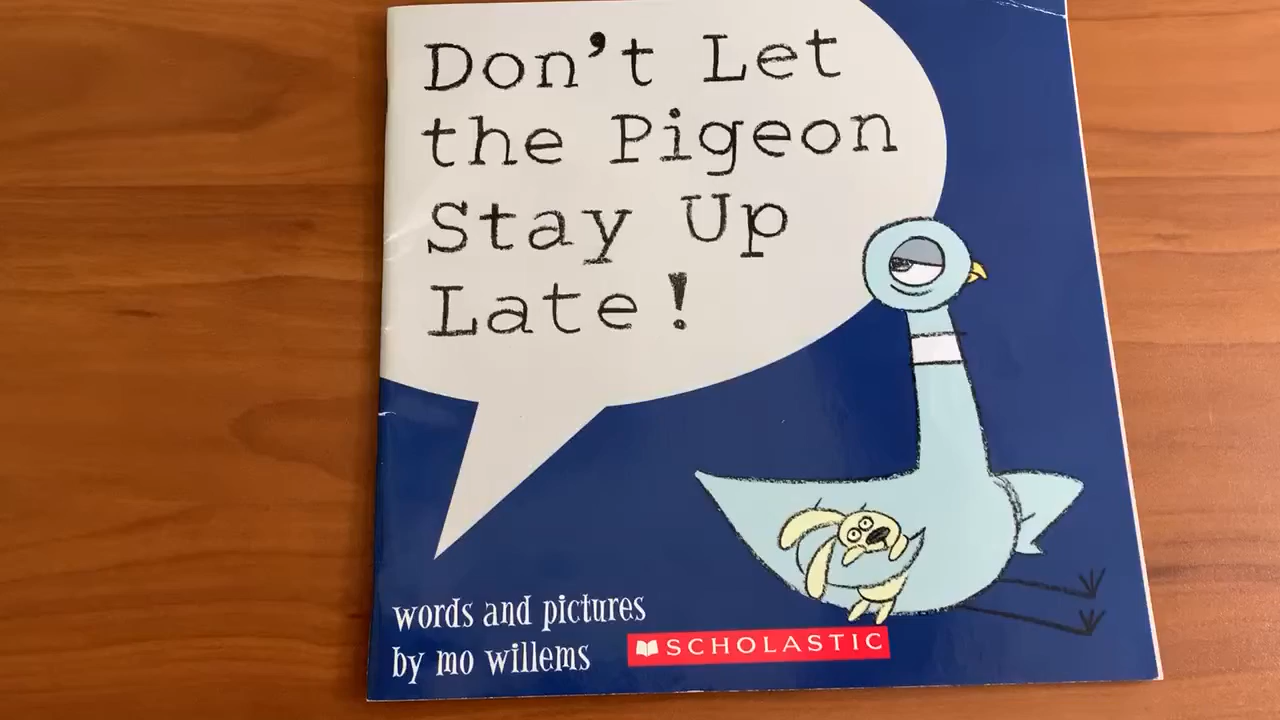 Don't Let
the Pigeon
Stay Up
Late!
words and pictures
by mo willems
SCHOLASTIC